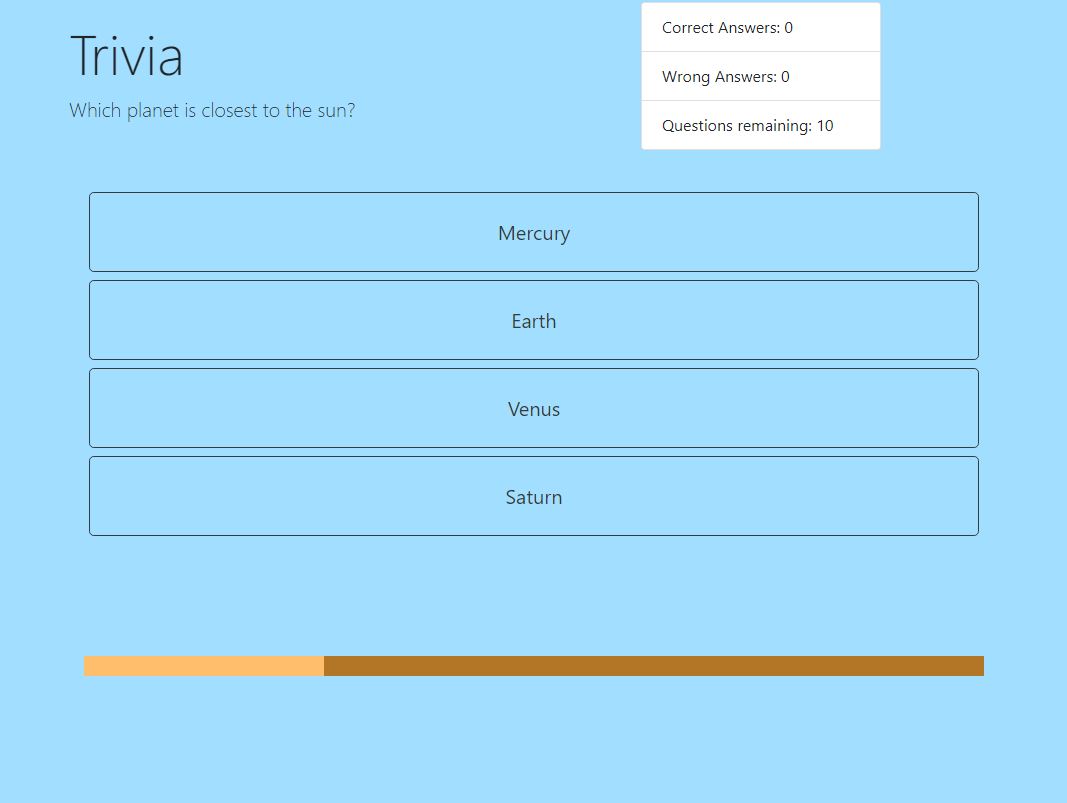 Trivia
Which planet is closest to the sun?
Correct Answers: 0
Wrong Answers: 0
Questions remaining: 10
Mercury
Earth
Venus
Saturn